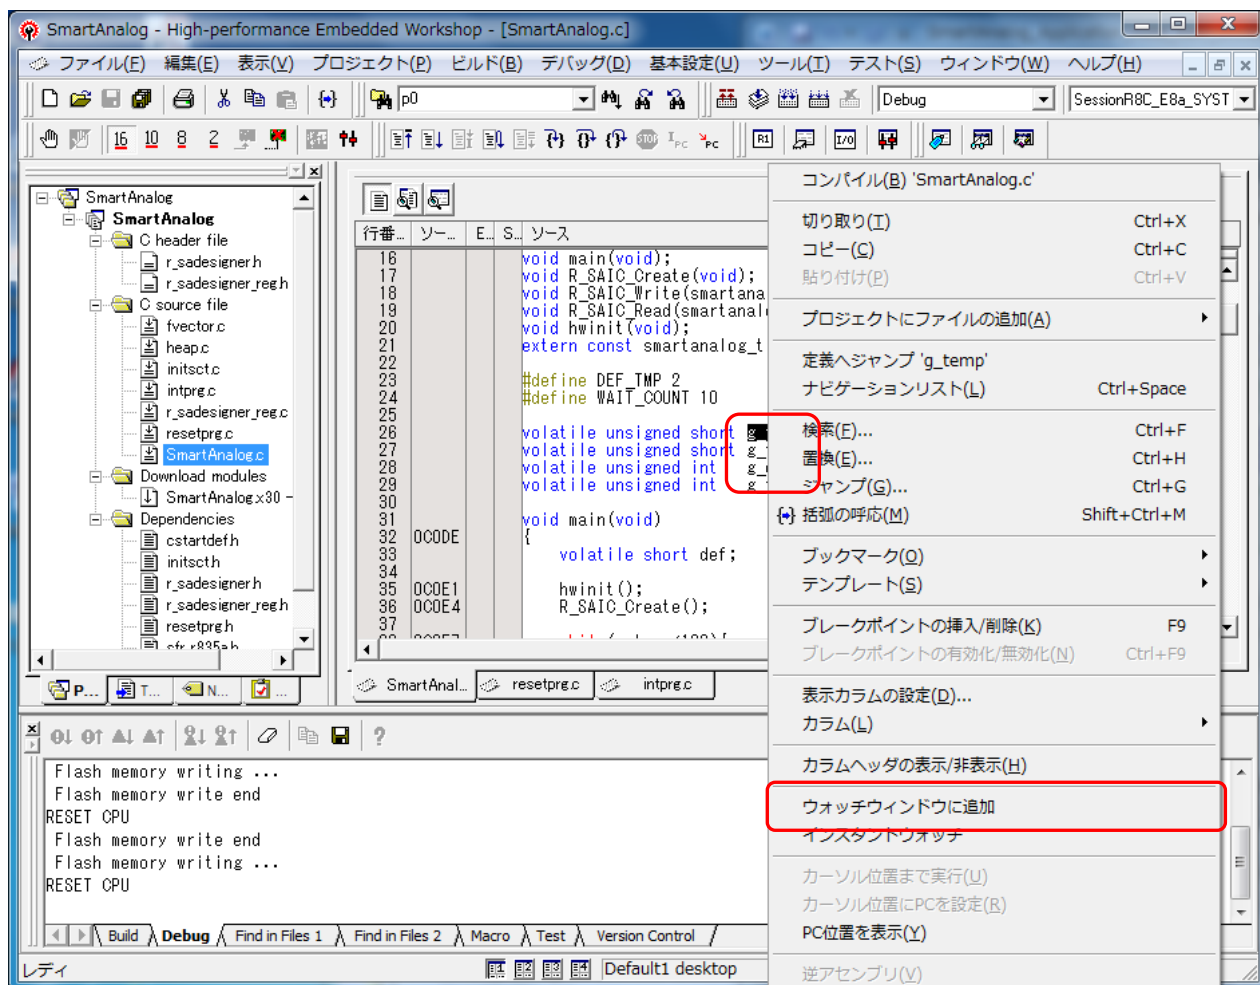 SmartAnalog - High-performance Embedded Workshop - [SmartAnalog.c]
ファイル(F) 編集(E) 表示(V) プロジェクト(P) ビルド(B) デバッグ(D) 基本設定(U) ツール(T) テスト(S) ウィンドウ(W) ヘルプ(H)
p0 Debug SessionR8C_E8a_SYST
16 10 8 2
SmartAnalog
SmartAnalog
C header file
r_sadesigner.h
r_sadesigner_reg.h
C source file
fvector.c
heap.c
initsct.c
intprg.c
r_sadesigner_reg.c
resetprg.c
SmartAnalog.c
Download modules
SmartAnalog.x30 -
Dependencies
cstartdef.h
initsct.h
r_sadesigner.h
r_sadesigner_reg.h
resetprg.h
sfr_r835a.h
P... T... N... ...
行番... ソー... E.. S.. ソース
16 void main(void);
17 void R_SAIC_Create(void);
18 void R_SAIC_Write(smartana
19 void R_SAIC_Read(smartanal
20 void hwinit(void);
21 extern const smartanalog_t
22
23 #define DEF_TMP 2
24 #define WAIT_COUNT 10
25
26 volatile unsigned short g_
27 volatile unsigned short g_
28 volatile unsigned int g_
29 volatile unsigned int g_
30
31 void main(void)
32 0C0DE {
33 volatile short def;
34
35 0C0E1 hwinit();
36 0C0E4 R_SAIC_Create();
37
SmartAnal... resetprg.c intprg.c
コンパイル(B) 'SmartAnalog.c'
切り取り(T) Ctrl+X
コピー(C) Ctrl+C
貼り付け(P) Ctrl+V
プロジェクトにファイルの追加(A)
定義へジャンプ 'g_temp'
ナビゲーションリスト(L) Ctrl+Space
検索(F)... Ctrl+F
置換(E)... Ctrl+H
ジャンプ(G)... Ctrl+G
括弧の呼応(M) Shift+Ctrl+M
ブックマーク(O)
テンプレート(S)
ブレークポイントの挿入/削除(K) F9
ブレークポイントの有効化/無効化(N) Ctrl+F9
表示カラムの設定(D)...
カラム(L)
カラムヘッダの表示/非表示(H)
ウォッチウィンドウに追加
インスタントウォッチ
カーソル位置まで実行(U)
カーソル位置にPCを設定(R)
PC位置を表示(Y)
逆アセンブリ(V)
Flash memory writing ...
Flash memory write end
RESET CPU
Flash memory write end
Flash memory writing ...
RESET CPU
Build Debug Find in Files 1 Find in Files 2 Macro Test Version Control
レディ Default1 desktop